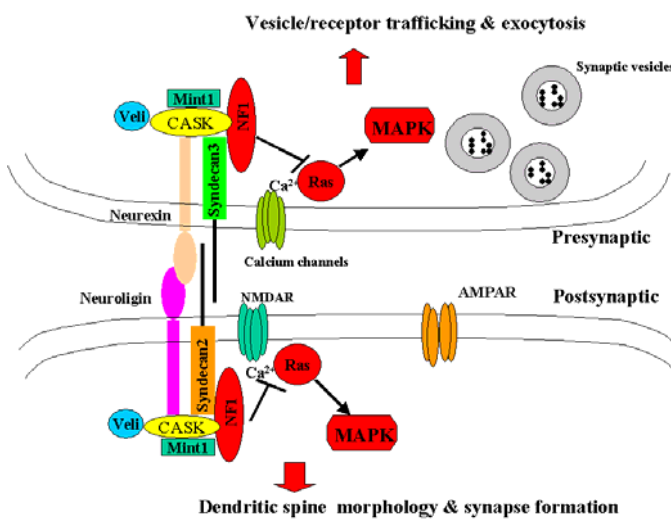 Vesicle/receptor trafficking & exocytosis
Synaptic vesicles
Mint1
Veli
CASK
NF1
MAPK
Syndecan3
Ca2+
Ras
Neurexin
Calcium channels
Presynaptic
Neuroligin
NMDAR
AMPAR
Postsynaptic
Syndecan2
Ca2+
Ras
NF1
Veli
CASK
Mint1
MAPK
Dendritic spine morphology & synapse formation